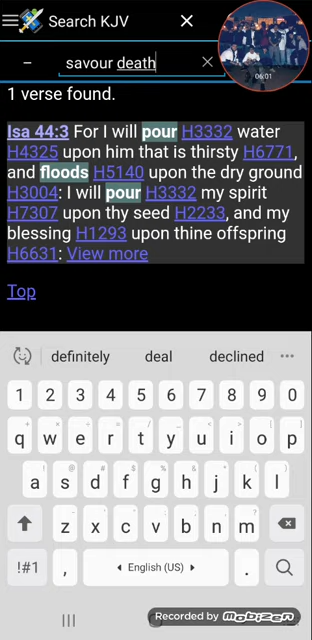 Search KJV
06:01
savour death
1 verse found.
Isa 44:3 For I will pour H3332 water
H4325 upon him that is thirsty H6771,
and floods H5140 upon the dry ground
H3004: I will pour H3332 my spirit
H7307 upon thy seed H2233, and my
blessing H1293 upon thine offspring
H6631: View more
Top
definitely deal declined
1 2 3 4 5 6 7 8 9 0
q w e r t y u i o p
a s d f g h j k l
z x c v b n m
!#1 , English (US) .
Recorded by mobizen